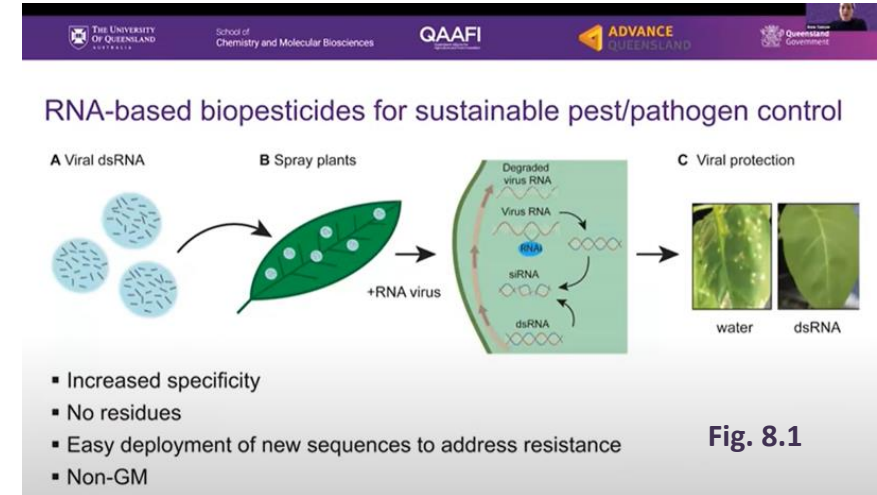 THE UNIVERSITY
OF QUEENSLAND
AUSTRALIA
School of
Chemistry and Molecular Biosciences
QAAFI
ADVANCE
QUEENSLAND
Queensland
Government
RNA-based biopesticides for sustainable pest/pathogen control
A Viral dsRNA
B Spray plants
C Viral protection
Degraded
virus RNA
Virus RNA
RNAi
siRNA
dsRNA
+RNA virus
water
dsRNA
▪ Increased specificity
▪ No residues
▪ Easy deployment of new sequences to address resistance
▪ Non-GM
Fig. 8.1